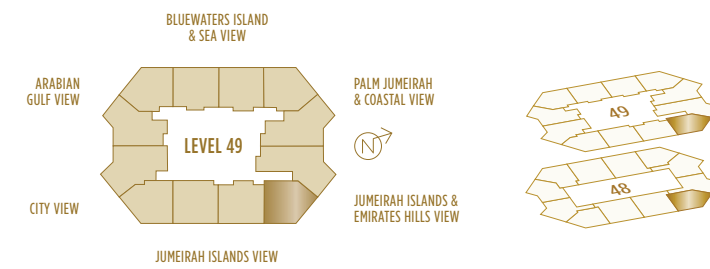 BLUEWATERS ISLAND
& SEA VIEW
ARABIAN
GULF VIEW
PALM JUMEIRAH
& COASTAL VIEW
LEVEL 49
N
CITY VIEW
JUMEIRAH ISLANDS &
EMIRATES HILLS VIEW
JUMEIRAH ISLANDS VIEW
49
48